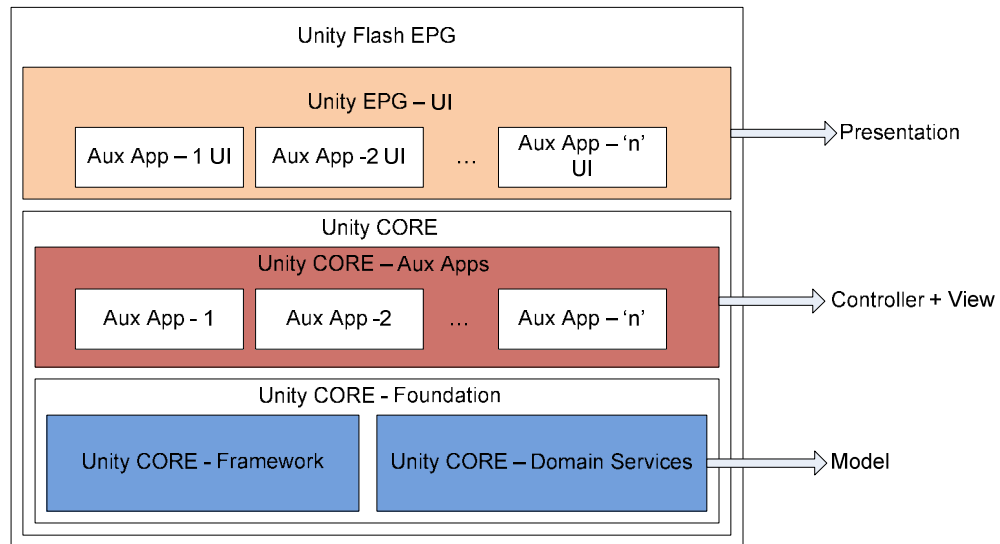 Unity Flash EPG
Unity EPG – UI
Aux App – 1 UI
Aux App -2 UI
...
Aux App – ‘n’
UI
Presentation
Unity CORE
Unity CORE – Aux Apps
Aux App - 1
Aux App -2
...
Aux App – ‘n’
Controller + View
Unity CORE - Foundation
Unity CORE - Framework
Unity CORE – Domain Services
Model